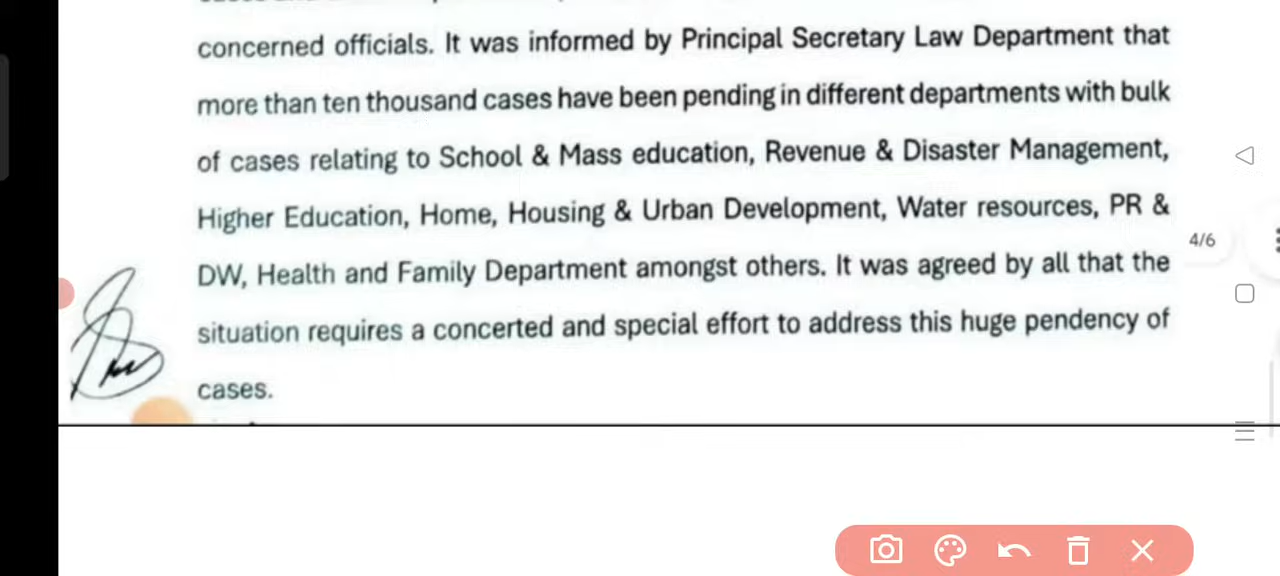 concerned officials. It was informed by Principal Secretary Law Department that
more than ten thousand cases have been pending in different departments with bulk
of cases relating to School & Mass education, Revenue & Disaster Management,
Higher Education, Home, Housing & Urban Development, Water resources, PR &
DW, Health and Family Department amongst others. It was agreed by all that the
situation requires a concerted and special effort to address this huge pendency of
cases.
4/6